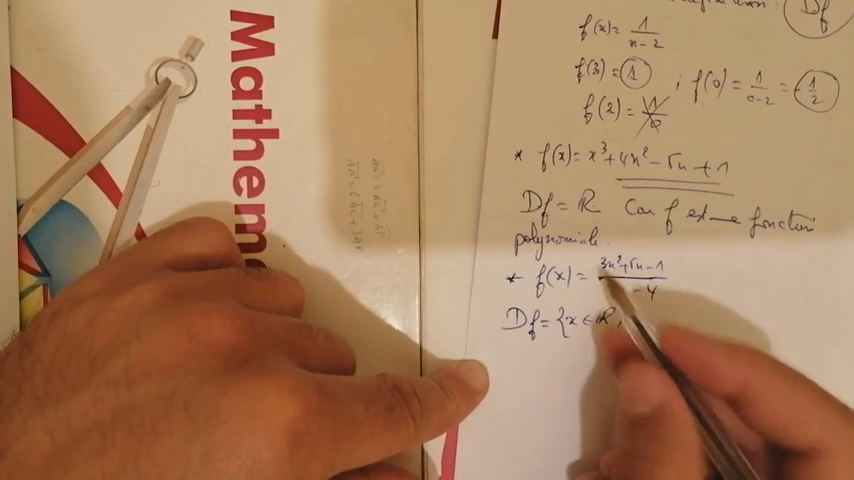 Mathem
Df
f(x) = 1/(x-2)
f(3) = 1 ; f(0) = 1/(0-2) = -1/2
f(2) = 1/0
* f(x) = x³ + 4x² - 5x + 1
Df = ℝ Car f est une fonction
polynomiale.
* f(x) = 3x²+5x-1 / -4
Df = {x ∈ ℝ /